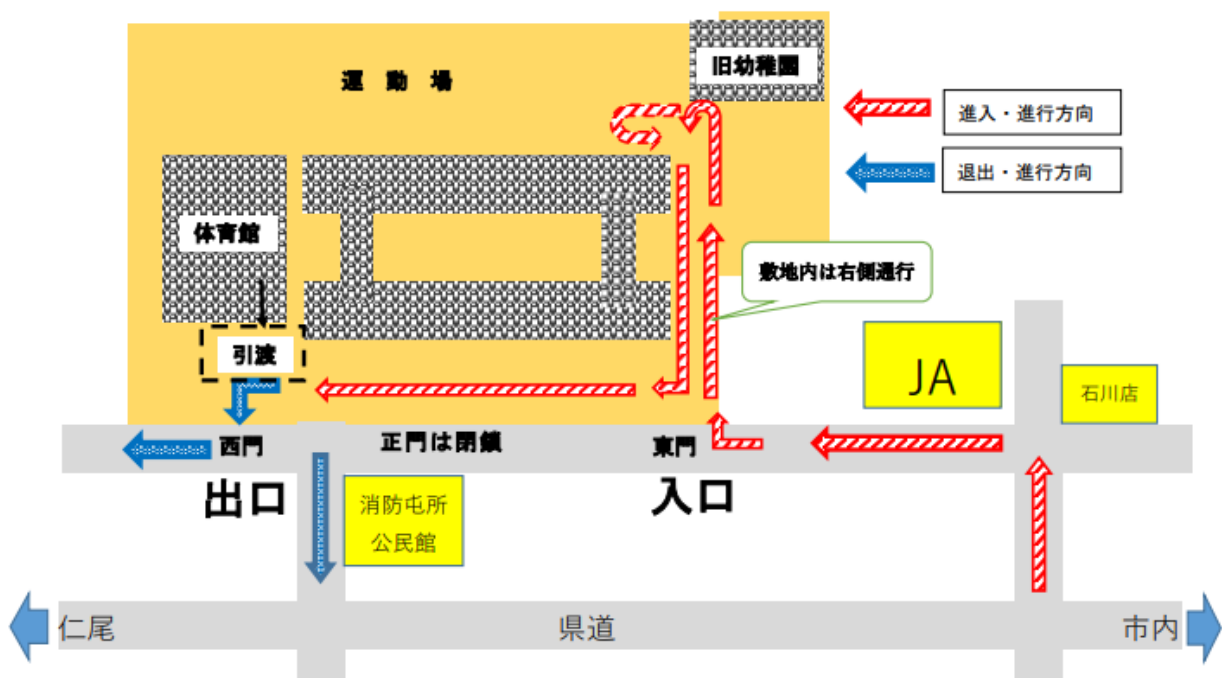 旧幼稚園
運動場
進入・進行方向
退出・進行方向
体育館
敷地内は右側通行
引渡
JA
石川店
西門
正門は閉鎖
東門
出口
入口
消防屯所
公民館
仁尾
県道
市内